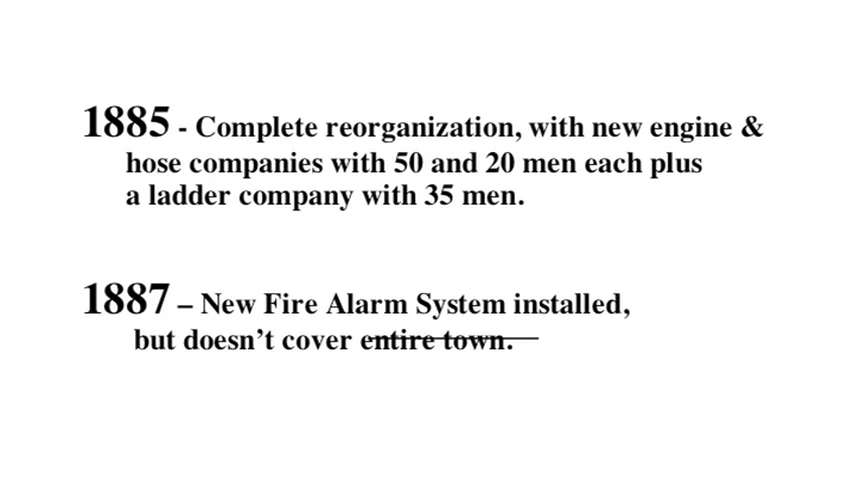 1885 - Complete reorganization, with new engine &
hose companies with 50 and 20 men each plus
a ladder company with 35 men.
1887 – New Fire Alarm System installed,
but doesn’t cover entire town.